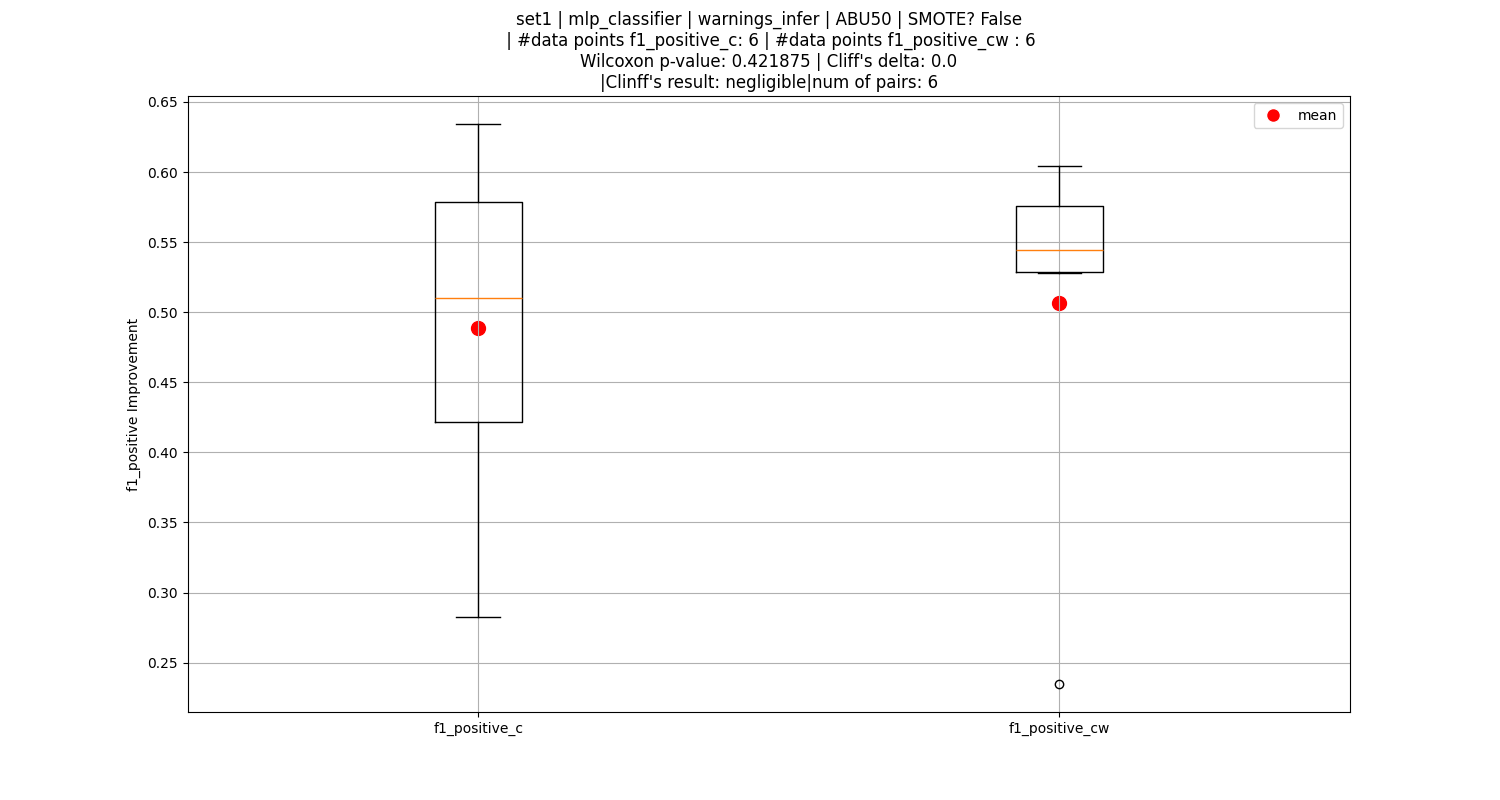 set1 | mlp_classifier | warnings_infer | ABU50 | SMOTE? False
| #data points f1_positive_c: 6 | #data points f1_positive_cw : 6
Wilcoxon p-value: 0.421875 | Cliff's delta: 0.0
|Clinff's result: negligible|num of pairs: 6
mean
0.65
0.60
0.55
0.50
0.45
0.40
0.35
0.30
0.25
f1_positive Improvement
f1_positive_c
f1_positive_cw